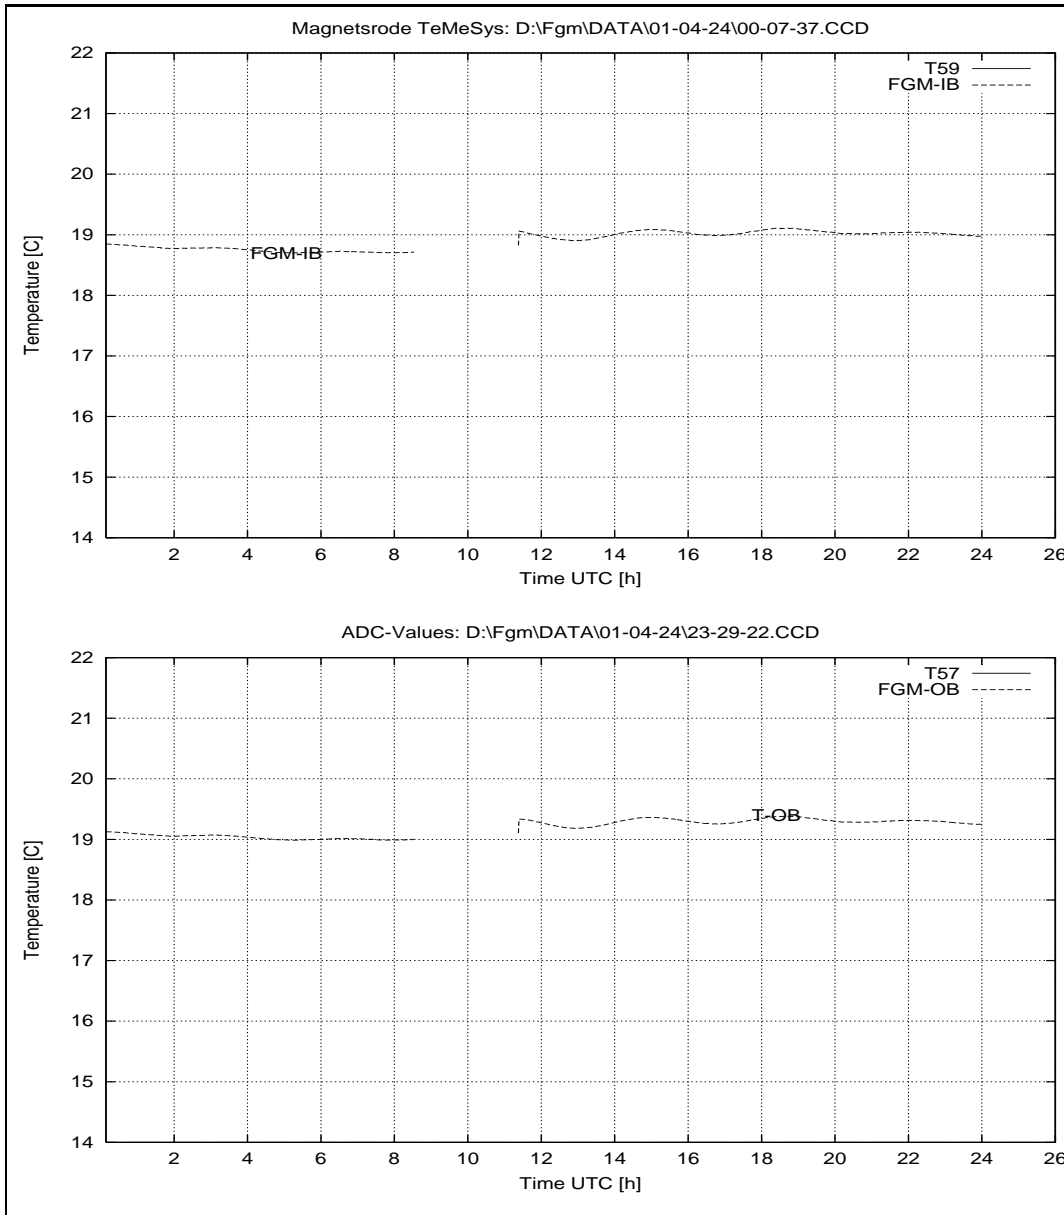 Magnetsrode TeMeSys: D:\Fgm\DATA\01-04-24\00-07-37.CCD
22
21
20
19
18
17
16
15
14
Temperature [C]
T59
FGM-IB
FGM-IB
2 4 6 8 10 12 14 16 18 20 22 24 26
Time UTC [h]
ADC-Values: D:\Fgm\DATA\01-04-24\23-29-22.CCD
22
21
20
19
18
17
16
15
14
Temperature [C]
T57
FGM-OB
T-OB
2 4 6 8 10 12 14 16 18 20 22 24 26
Time UTC [h]